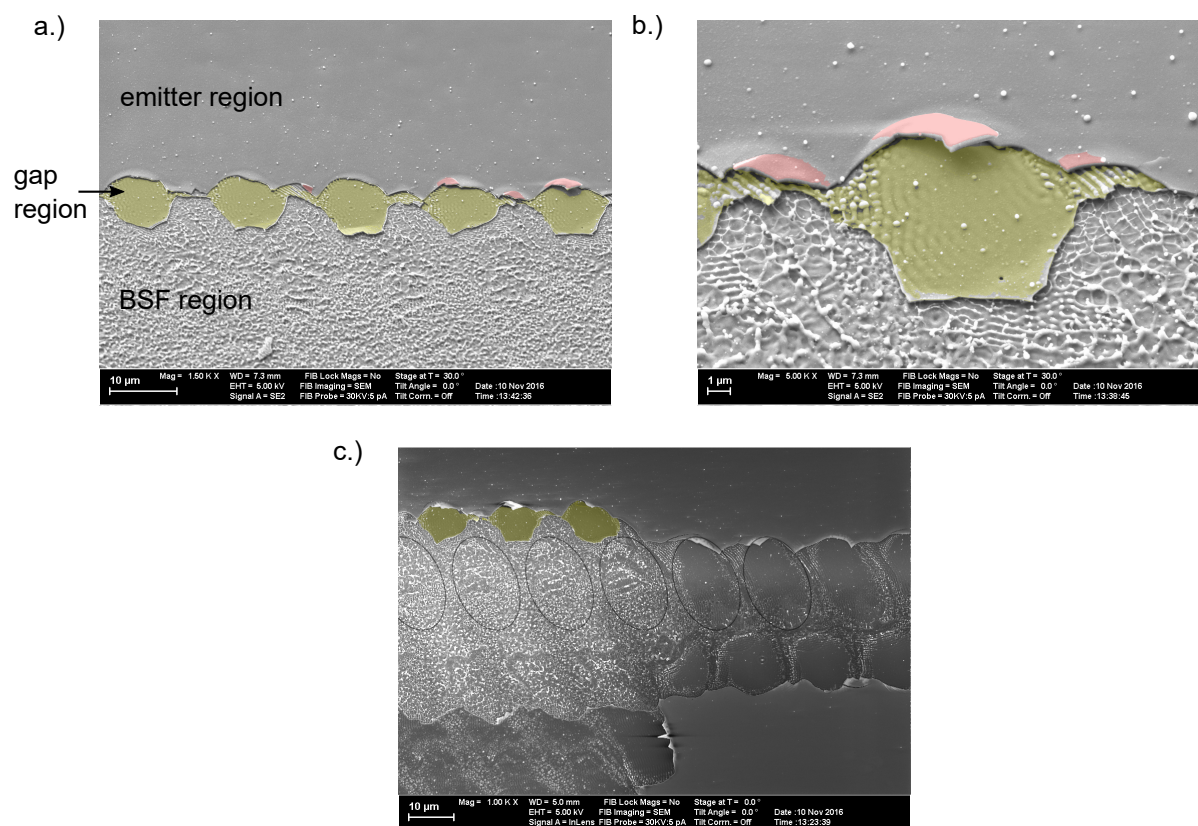 a.)
emitter region
gap
region
BSF region
10 µm
Mag = 1.50 K X WD = 7.3 mm FIB Lock Mags = No Stage at T = 30.0 °
EHT = 5.00 kV FIB Imaging = SEM Tilt Angle = 0.0 ° Date :10 Nov 2016
Signal A = SE2 FIB Probe = 30KV:5 pA Tilt Corrn. = Off Time :13:42:36
b.)
1 µm
Mag = 5.00 K X WD = 7.3 mm FIB Lock Mags = No Stage at T = 30.0 °
EHT = 5.00 kV FIB Imaging = SEM Tilt Angle = 0.0 ° Date :10 Nov 2016
Signal A = SE2 FIB Probe = 30KV:5 pA Tilt Corrn. = Off Time :13:38:45
c.)
10 µm
Mag = 1.00 K X WD = 5.0 mm FIB Lock Mags = No Stage at T = 0.0 °
EHT = 5.00 kV FIB Imaging = SEM Tilt Angle = 0.0 ° Date :10 Nov 2016
Signal A = InLens FIB Probe = 30KV:5 pA Tilt Corrn. = Off Time :13:23:39